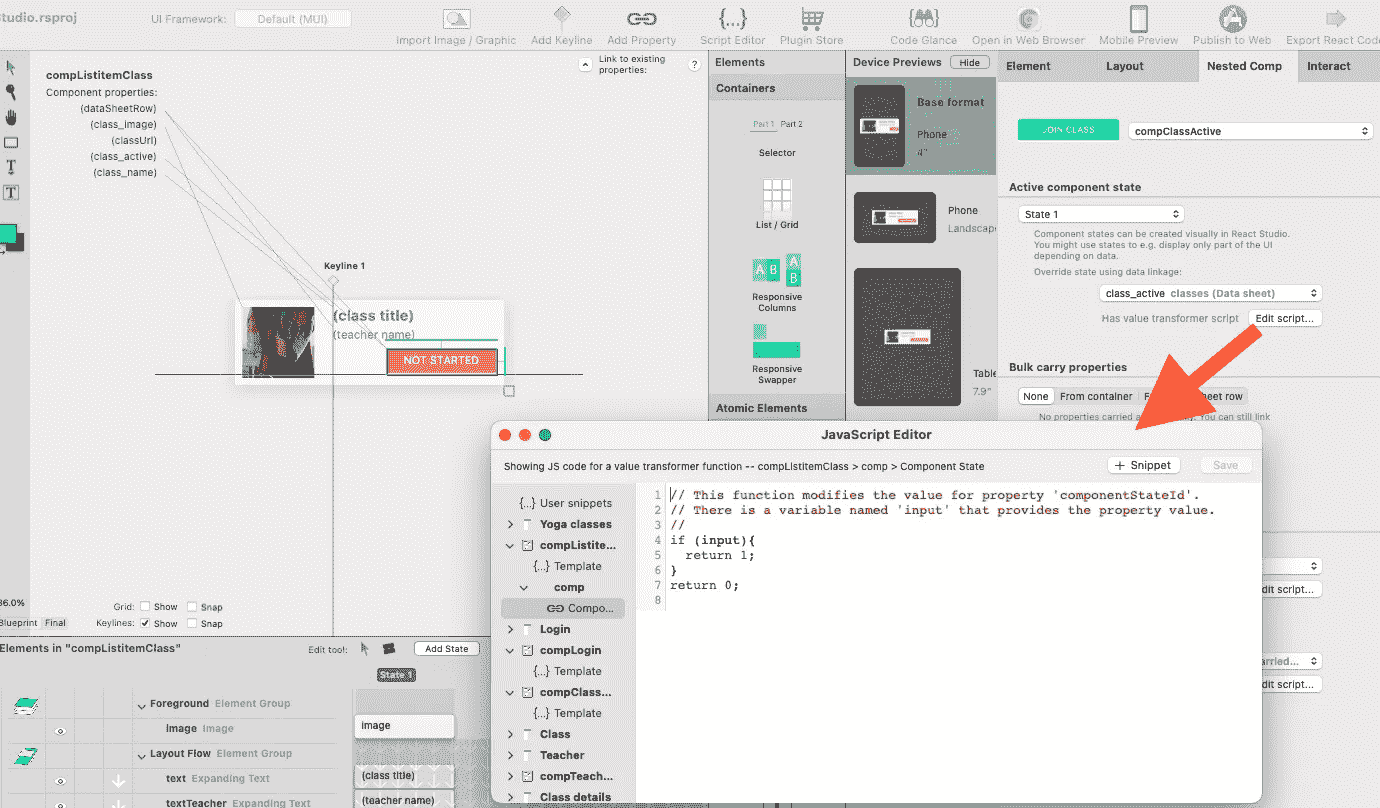 studio.rsproj
UI Framework:
Default (MUI)
Import Image / Graphic
Add Keyline
Add Property
Script Editor
Plugin Store
Code Glance
Open in Web Browser
Mobile Preview
Publish to Web
Export React Code
compListitemClass
Component properties:
(dataSheetRow)
(class_image)
(classUrl)
(class_active)
(class_name)
Link to existing
properties:
?
Keyline 1
(class title)
(teacher name)
NOT STARTED
36.0%
Blueprint
Final
Grid:
Show
Snap
Keylines:
Show
Snap
Elements
Containers
Part 1 Part 2
Selector
List / Grid
A B
A
B
Responsive
Columns
Responsive
Swapper
Atomic Elements
Device Previews
Hide
Base format
Phone
4"
Phone
Landscap
Table
7.9"
Element
Layout
Nested Comp
Interact
JOIN CLASS
compClassActive
Active component state
State 1
Component states can be created visually in React Studio.
You might use states to e.g. display only part of the UI
depending on data.
Override state using data linkage:
class_active classes (Data sheet)
Has value transformer script
Edit script...
Bulk carry properties
None
From container
eet row
No properties carried
You can still link
dit script...
arried...
dit script...
JavaScript Editor
Showing JS code for a value transformer function -- compListitemClass > comp > Component State
+ Snippet
Save
{...} User snippets
Yoga classes
compListite...
{...} Template
comp
Compo...
Login
compLogin
{...} Template
compClass...
{...} Template
Class
Teacher
compTeach...
Class details
1 // This function modifies the value for property 'componentStateId'.
2 // There is a variable named 'input' that provides the property value.
3 //
4 if (input){
5 return 1;
6 }
7 return 0;
8
Elements in "compListitemClass"
Edit tool:
Add State
State 1
Foreground Element Group
image Image
image
Layout Flow Element Group
text Expanding Text
(class title)
textTeacher Expanding Text
(teacher name)